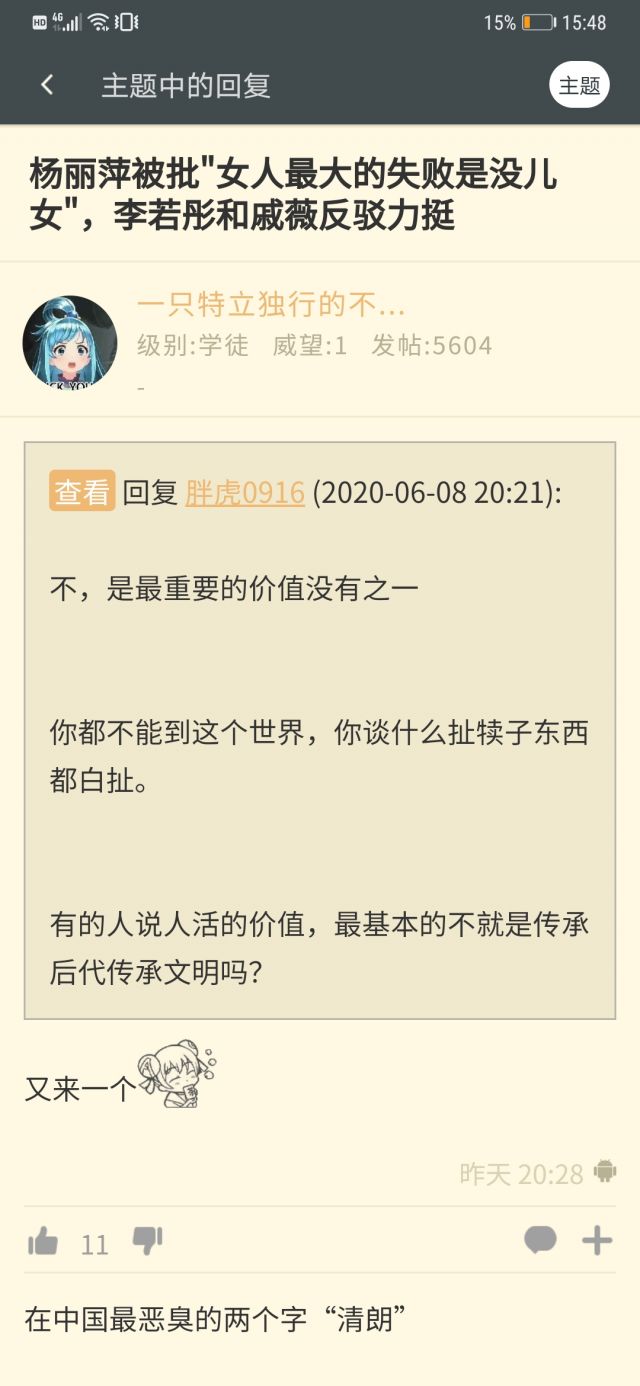 HD 4G 15% 15:48
主题中的回复 主题
杨丽萍被批"女人最大的失败是没儿
女"，李若彤和戚薇反驳力挺
一只特立独行的不...
级别:学徒 威望:1 发帖:5604
-
查看 回复 胖虎0916 (2020-06-08 20:21):
不，是最重要的价值没有之一
你都不能到这个世界，你谈什么扯犊子东西
都白扯。
有的人说人活的价值，最基本的不就是传承
后代传承文明吗？
又来一个
昨天 20:28
11
在中国最恶臭的两个字“清朗”